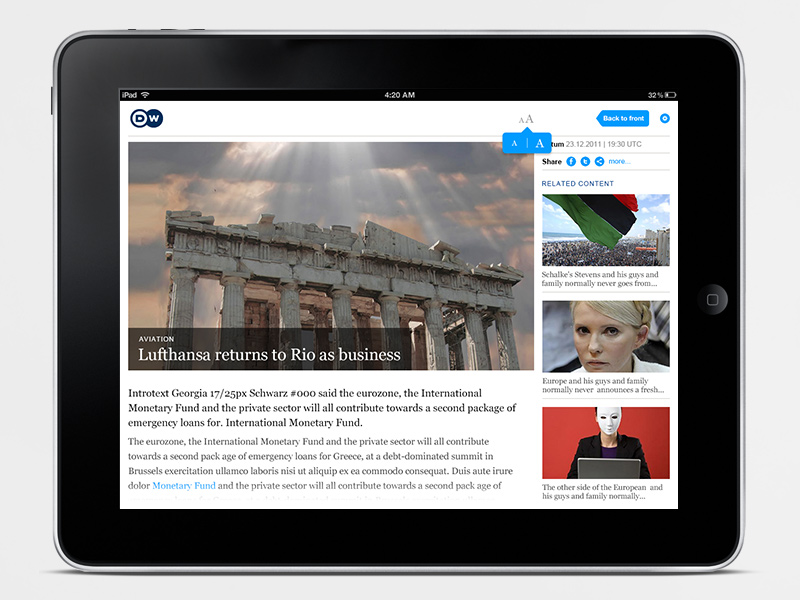 iPad
4:20 AM
32%
DW
AA
Back to front
A | A
tum 23.12.2011 | 19:30 UTC
Share
more...
RELATED CONTENT
Schalke's Stevens and his guys and
family normally never goes from...
Europe and his guys and family
normally never announces a fresh...
The other side of the European and
his guys and family normally...
AVIATION
Lufthansa returns to Rio as business
Introtext Georgia 17/25px Schwarz #000 said the eurozone, the International
Monetary Fund and the private sector will all contribute towards a second package of
emergency loans for. International Monetary Fund.
The eurozone, the International Monetary Fund and the private sector will all contribute
towards a second pack age of emergency loans for Greece, at a debt-dominated summit in
Brussels exercitation ullamco laboris nisi ut aliquip ex ea commodo consequat. Duis aute irure
dolor Monetary Fund and the private sector will all contribute towards a second pack age of